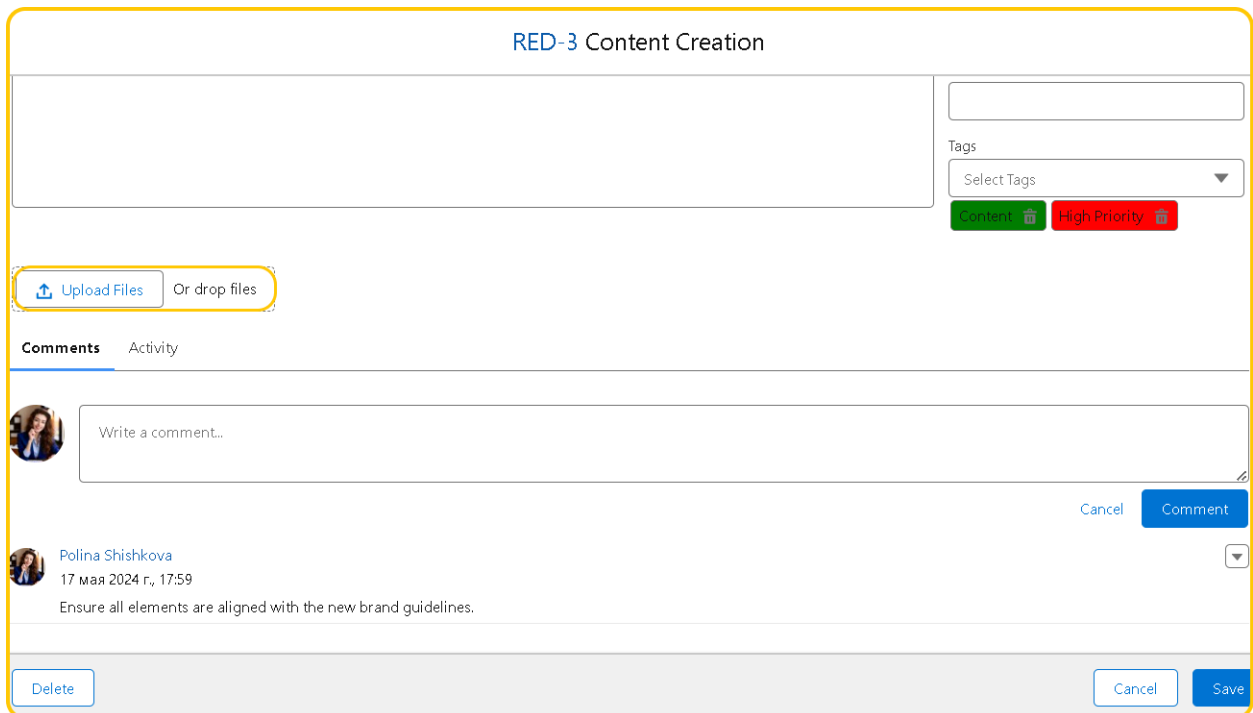 RED-3 Content Creation
Tags
Select Tags
Content
High Priority
Upload Files
Or drop files
Comments
Activity
Write a comment...
Cancel
Comment
Polina Shishkova
17 мая 2024 г., 17:59
Ensure all elements are aligned with the new brand guidelines.
Delete
Cancel
Save